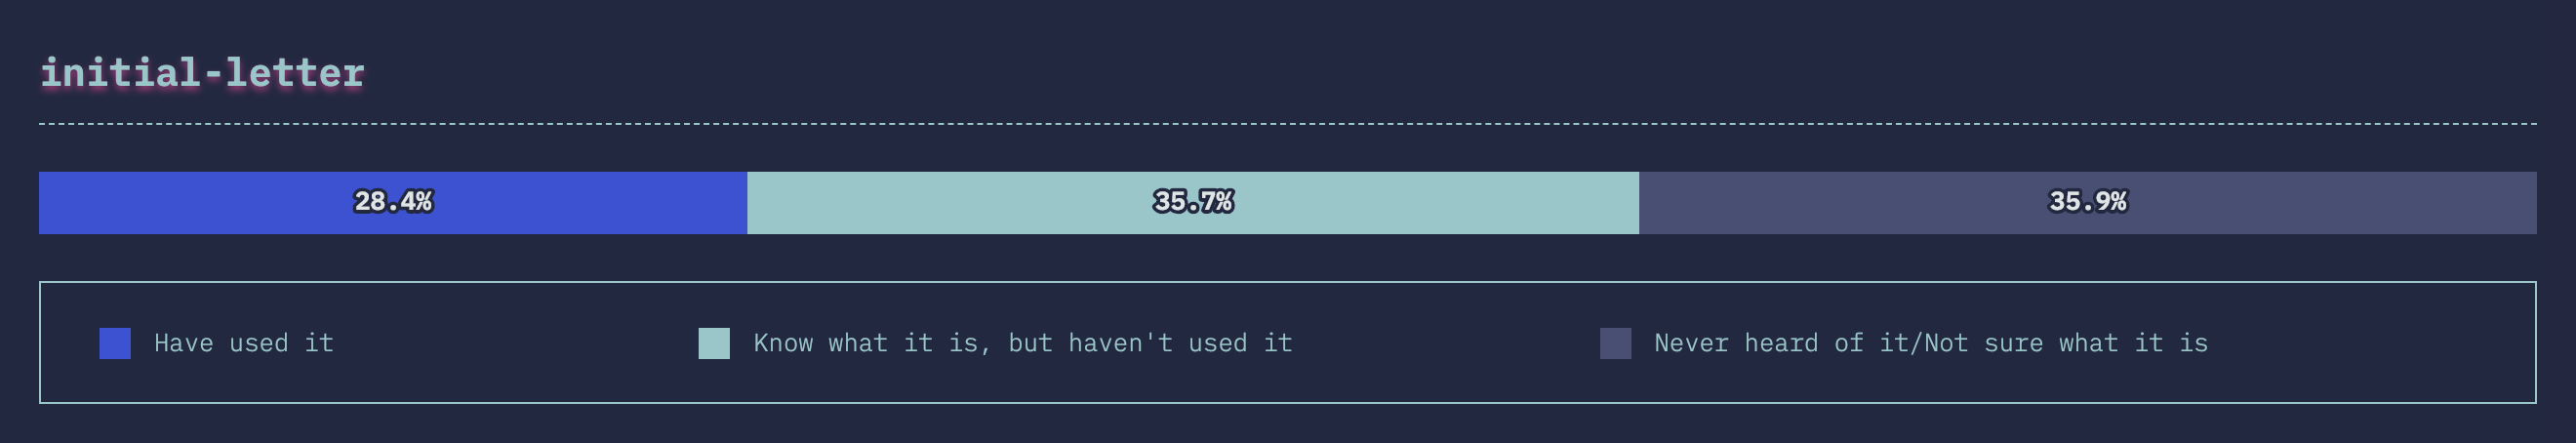 initial-letter
28.4% 35.7% 35.9%
Have used it Know what it is, but haven't used it Never heard of it/Not sure what it is